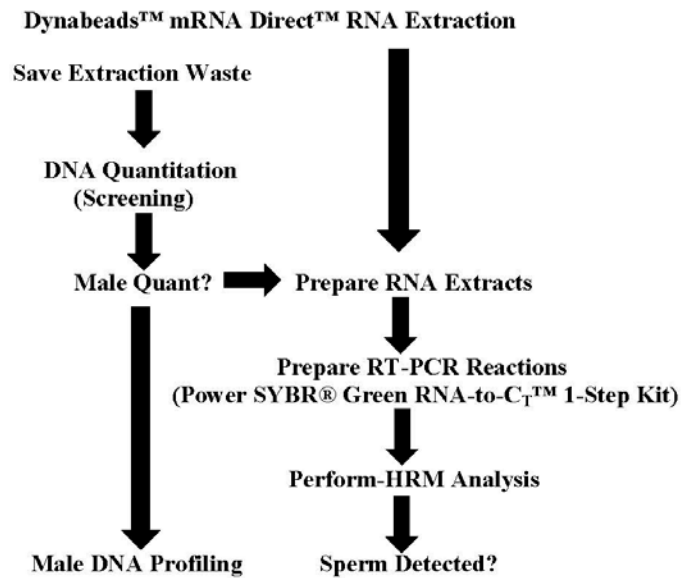 Dynabeads™ mRNA Direct™ RNA Extraction
Save Extraction Waste
DNA Quantitation
(Screening)
Male Quant?
Prepare RNA Extracts
Prepare RT-PCR Reactions
(Power SYBR® Green RNA-to-CT™ 1-Step Kit)
Perform-HRM Analysis
Male DNA Profiling
Sperm Detected?